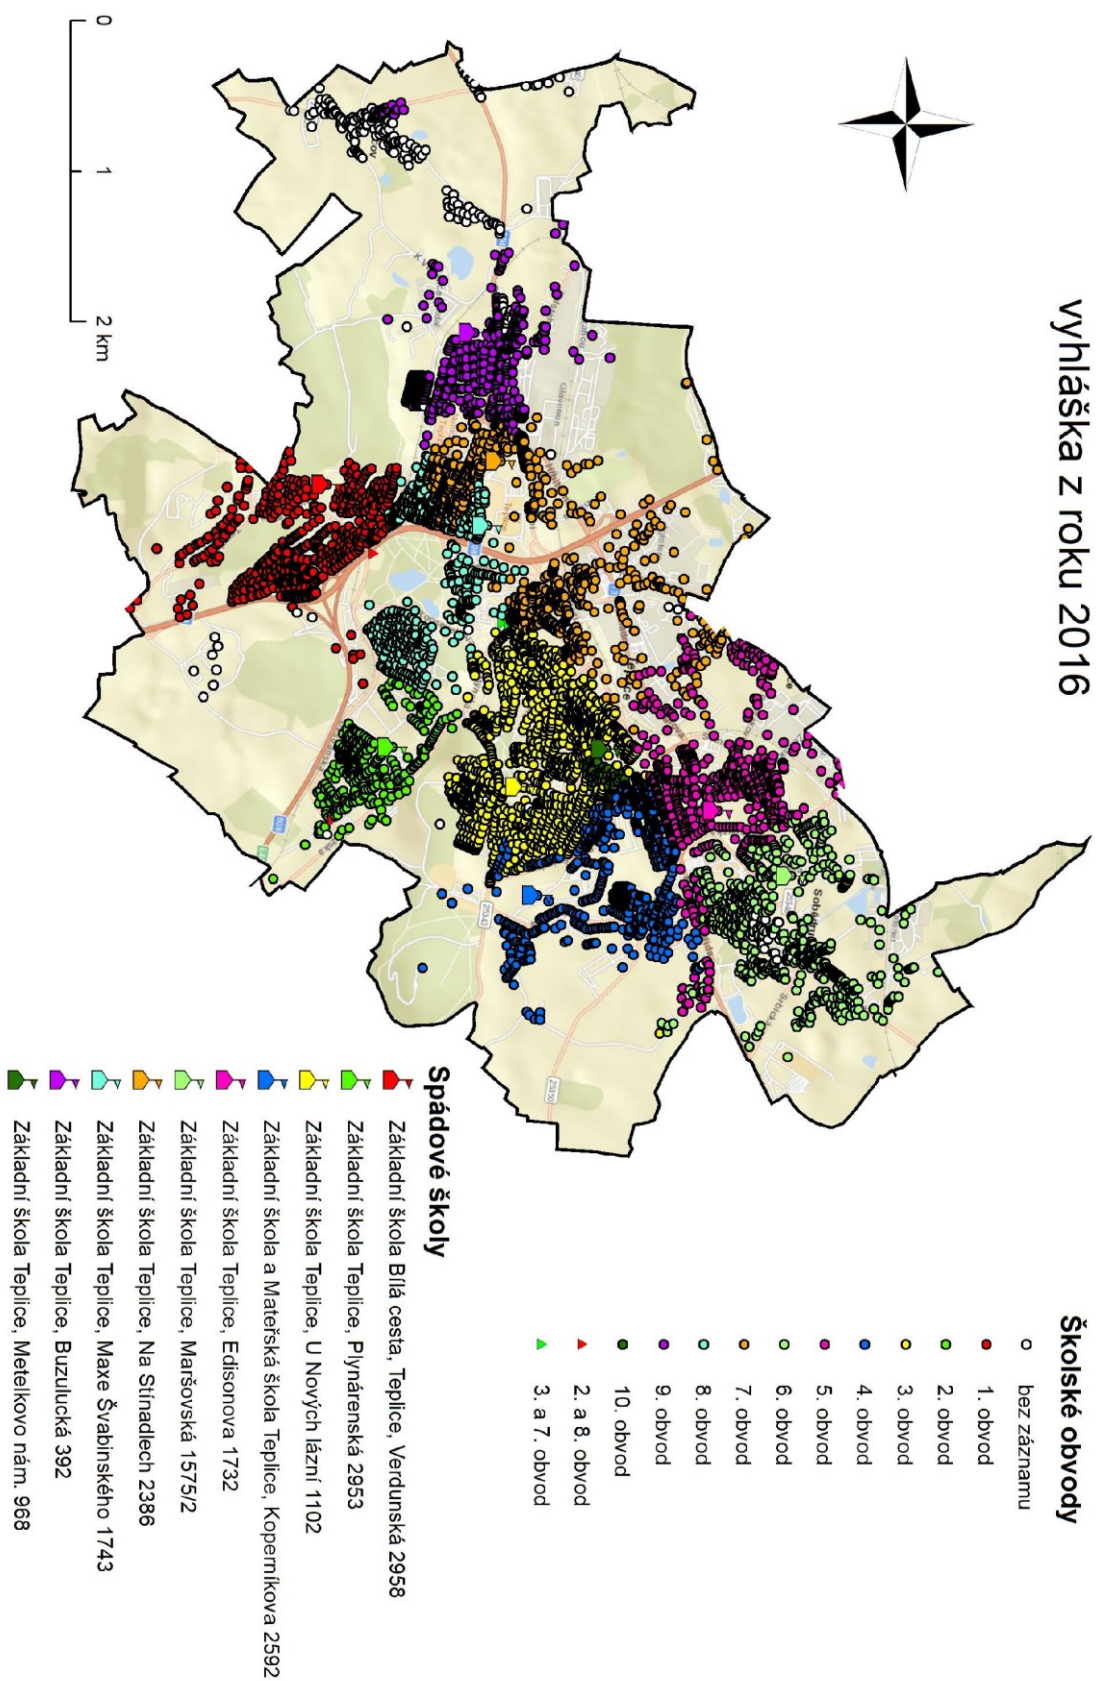 vyhláška z roku 2016
0 1 2 km
Školské obvody
bez záznamu
1. obvod
2. obvod
3. obvod
4. obvod
5. obvod
6. obvod
7. obvod
8. obvod
9. obvod
10. obvod
2. a 8. obvod
3. a 7. obvod
Spádové školy
Základní škola Bílá cesta, Teplice, Verdunská 2958
Základní škola Teplice, Plynárenská 2953
Základní škola Teplice, U Nových lázní 1102
Základní škola a Mateřská škola Teplice, Koperníkova 2592
Základní škola Teplice, Edisonova 1732
Základní škola Teplice, Maršovská 1575/2
Základní škola Teplice, Na Stínadlech 2386
Základní škola Teplice, Maxe Švabinského 1743
Základní škola Teplice, Buzulucká 392
Základní škola Teplice, Metelkovo nám. 968